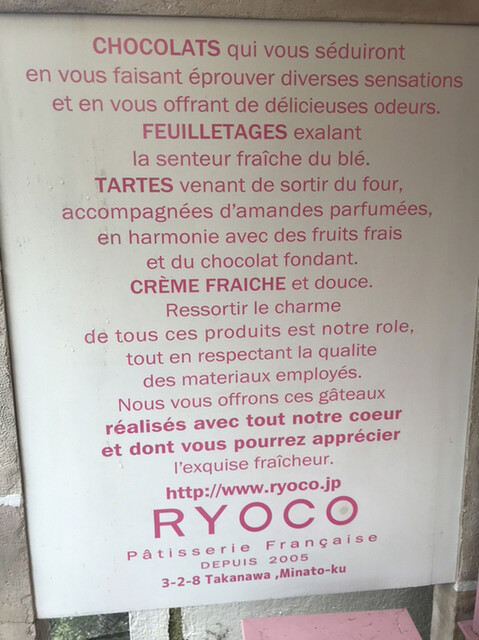 CHOCOLATS qui vous séduiront
en vous faisant éprouver diverses sensations
et en vous offrant de délicieuses odeurs.
FEUILLETAGES exalant
la senteur fraîche du blé.
TARTES venant de sortir du four,
accompagnées d'amandes parfumées,
en harmonie avec des fruits frais
et du chocolat fondant.
CRÈME FRAICHE et douce.
Ressortir le charme
de tous ces produits est notre role,
tout en respectant la qualite
des materiaux employés.
Nous vous offrons ces gâteaux
réalisés avec tout notre coeur
et dont vous pourrez apprécier
l'exquise fraîcheur.
http://www.ryoco.jp
RYOCO
Pâtisserie Française
DEPUIS 2005
3-2-8 Takanawa ,Minato-ku